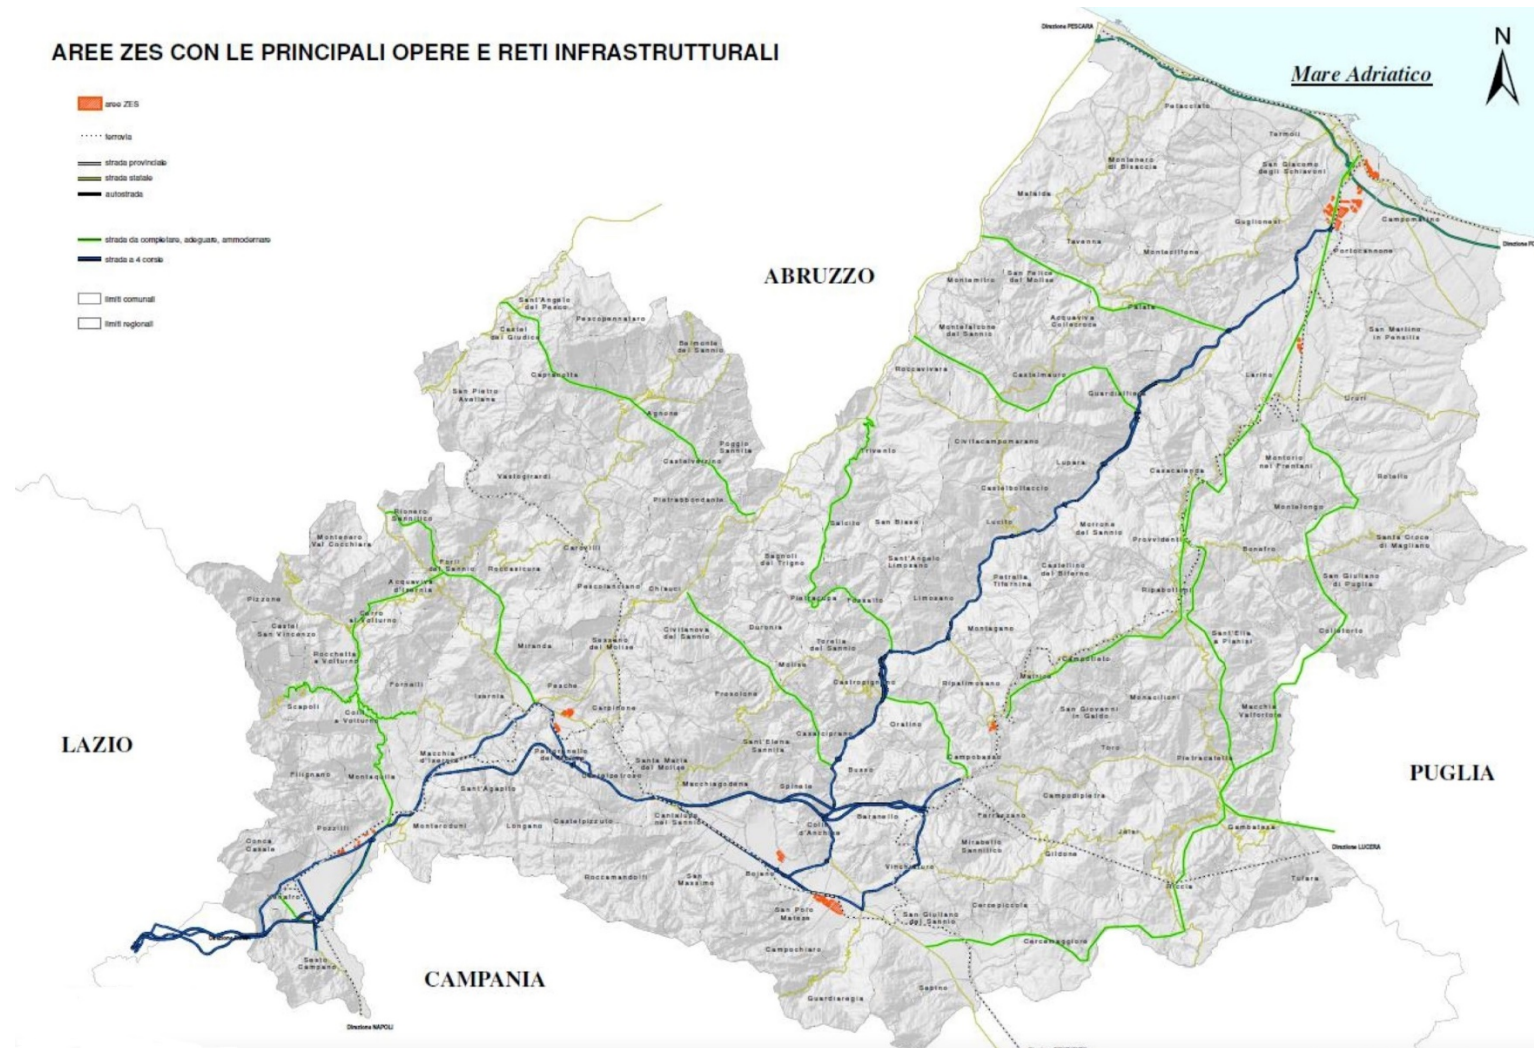 AREE ZES CON LE PRINCIPALI OPERE E RETI INFRASTRUTTURALI
aree ZES
ferrovia
strada provinciale
strada statale
autostrada
strada da completare, adeguare, ammodernare
strada a 4 corsie
limiti comunali
limiti regionali
Direzione PESCARA
N
Mare Adriatico
Petacciato
Termoli
Montenero
di Bisaccia
San Giacomo
degli Schiavoni
Mafalda
Guglionesi
Campomarino
Tavenna
Montecilfone
Portocannone
ABRUZZO
San Felice
del Molise
Montemitro
Sant'Angelo
del Pesco
Pescopennataro
Castel
del Giudice
Palata
Acquaviva
Collecroce
Montefalcone
del Sannio
San Martino
in Pensilis
Belmonte
del Sannio
Capracotta
Roccavivara
Castelmauro
Larino
San Pietro
Avellana
Guardialfiera
Ururi
Agnone
Poggio
Sannita
Civitacampomarano
Trivento
Castelverrino
Lupara
Casacalenda
Montorio
nei Frentani
Rotello
Vastogirardi
Castelbottaccio
Pietrabbondante
Montelongo
Rionero
Sannitico
Salcito
San Biase
Lucito
Morrone
del Sannio
Provvidenti
Montenero
Val Cocchiara
Bonefro
Santa Croce
di Magliano
Carovilli
Bagnoli
del Trigno
Sant'Angelo
Limosano
Castellino
del Biferno
Forli
del Sannio
Roccasicura
Acquaviva
d'Isernia
Pescolanciano
Chiauci
Petrella
Tifernina
San Giuliano
di Puglia
Pizzone
Pietracupa
Fossalto
Limosano
Ripabottoni
Cerro
al Volturno
Castel
San Vincenzo
Civitanova
del Sannio
Duronia
Torella
del Sannio
Montagano
Sant'Elia
a Pianisi
Colletorto
Rocchetta
a Volturno
Miranda
Sessano
del Molise
Molise
Campolieto
Matrice
Fornelli
Isernia
Pesche
Carpinone
Frosolone
Castropignano
Ripalimosano
Monacilioni
Macchia
Valfortore
Scapoli
Colli
a Volturno
San Giovanni
in Galdo
Oratino
Casalciprano
Sant'Elena
Sannita
Toro
Pietracatella
LAZIO
Macchia
d'Isernia
Pettoranello
del Molise
Castelpetroso
Santa Maria
del Molise
Busso
Campobasso
PUGLIA
Filignano
Montaquila
Sant'Agapito
Macchiagodena
Spinete
Campodipietra
Pozzilli
Monteroduni
Longano
Castelpizzuto
Cantalupo
nel Sannio
Colle
d'Anchise
Baranello
Ferrazzano
Jelsi
Gambatesa
Conca
Casale
Mirabello
Sannitico
Gildone
Direzione LUCERA
Roccamandolfi
San
Massimo
Bojano
Vinchiaturo
Riccia
Tufara
Venafro
San Polo
Matese
San Giuliano
del Sannio
Cercepiccola
Cercemaggiore
Campochiaro
Sesto
Campano
CAMPANIA
Sepino
Guardiaregia
Direzione NAPOLI